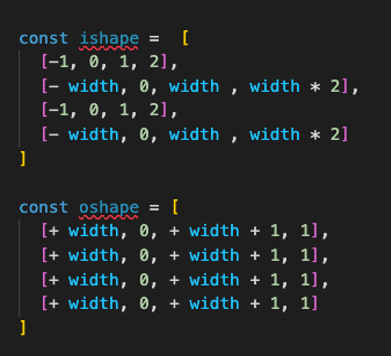 const ishape =  [
[-1, 0, 1, 2],
[- width, 0, width , width * 2],
[-1, 0, 1, 2],
[- width, 0, width , width * 2]
]
const oshape = [
[+ width, 0, + width + 1, 1],
[+ width, 0, + width + 1, 1],
[+ width, 0, + width + 1, 1],
[+ width, 0, + width + 1, 1]
]